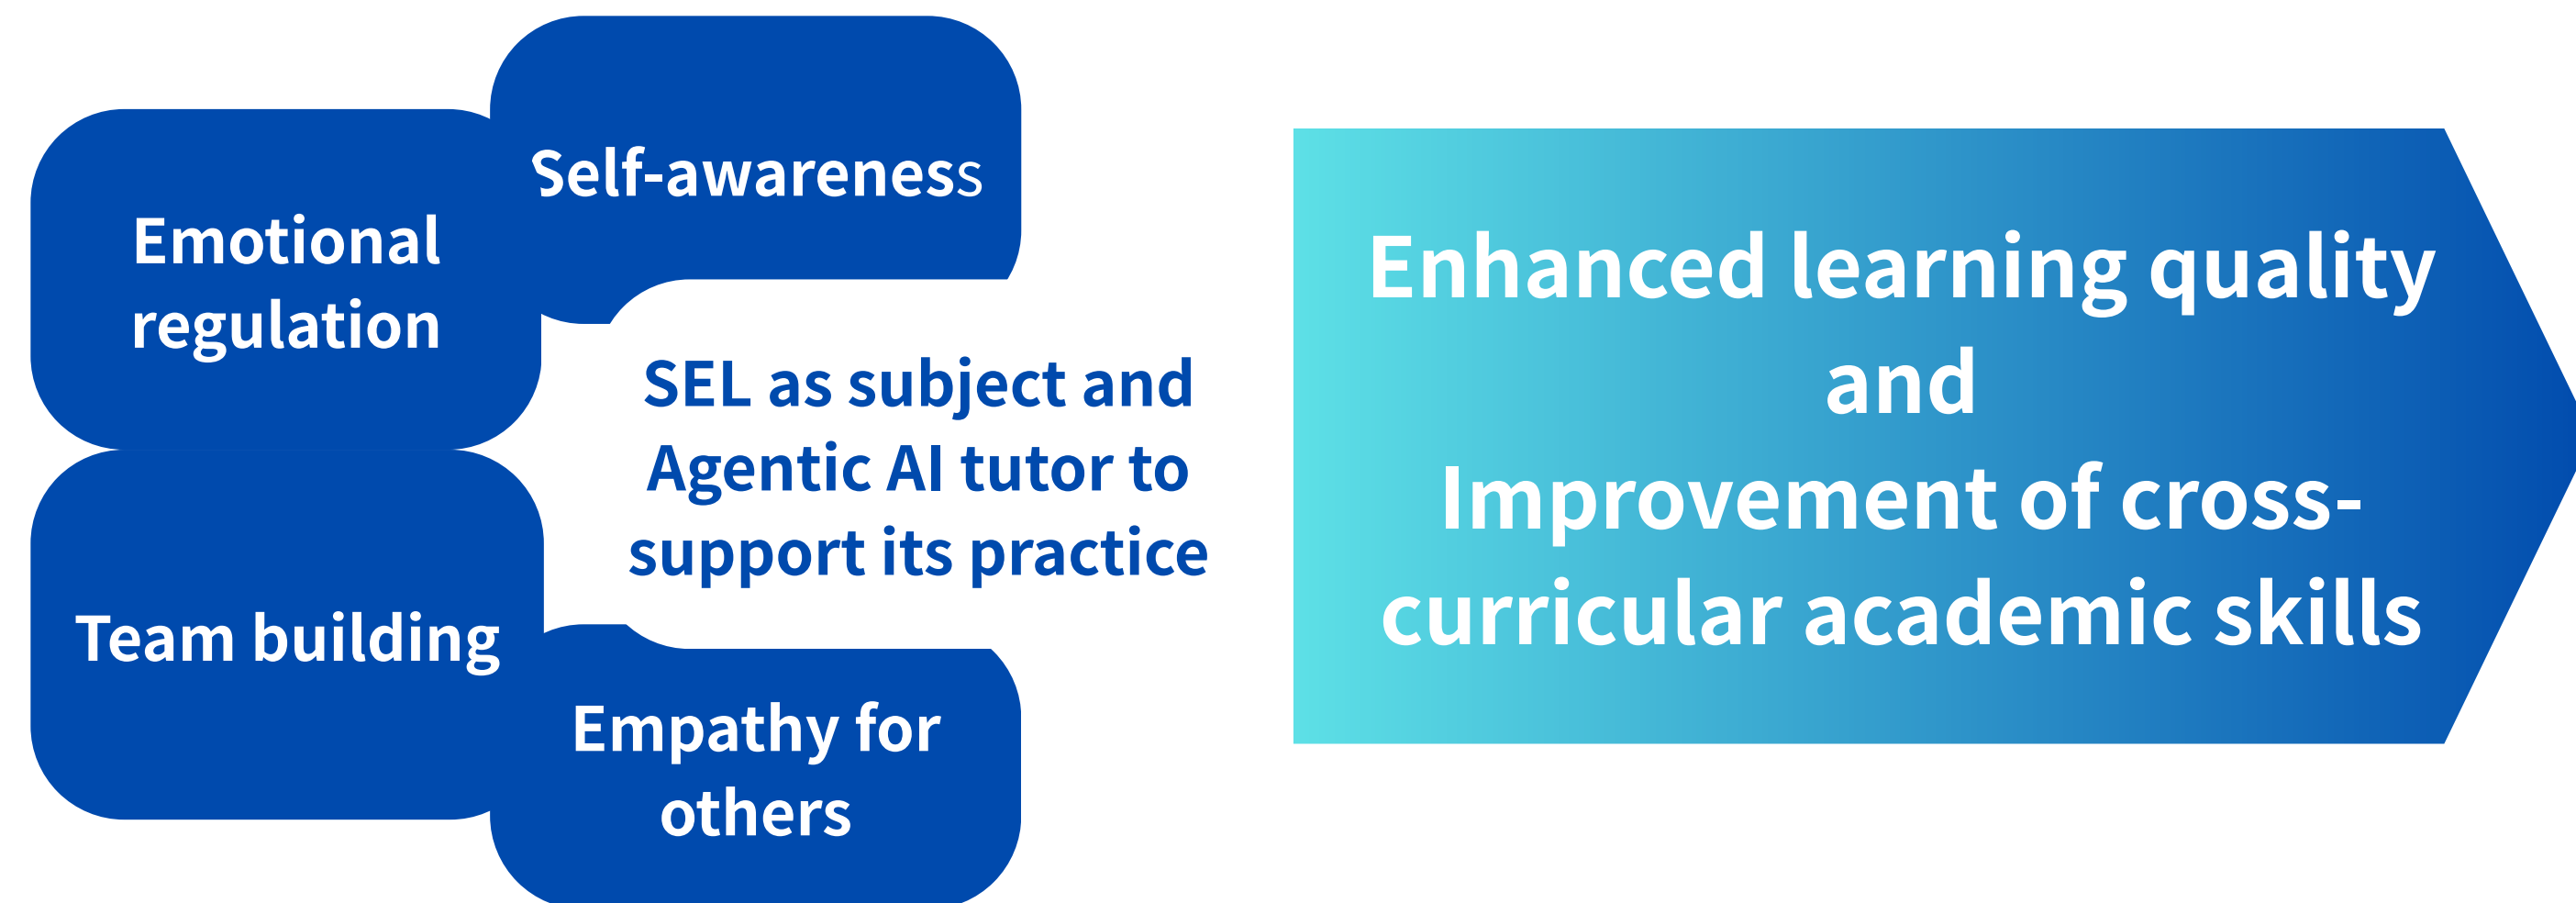 Self-awareness
Emotional
regulation
SEL as subject and
Agentic AI tutor to
support its practice
Team building
Empathy for
others
Enhanced learning quality
and
Improvement of cross-
curricular academic skills